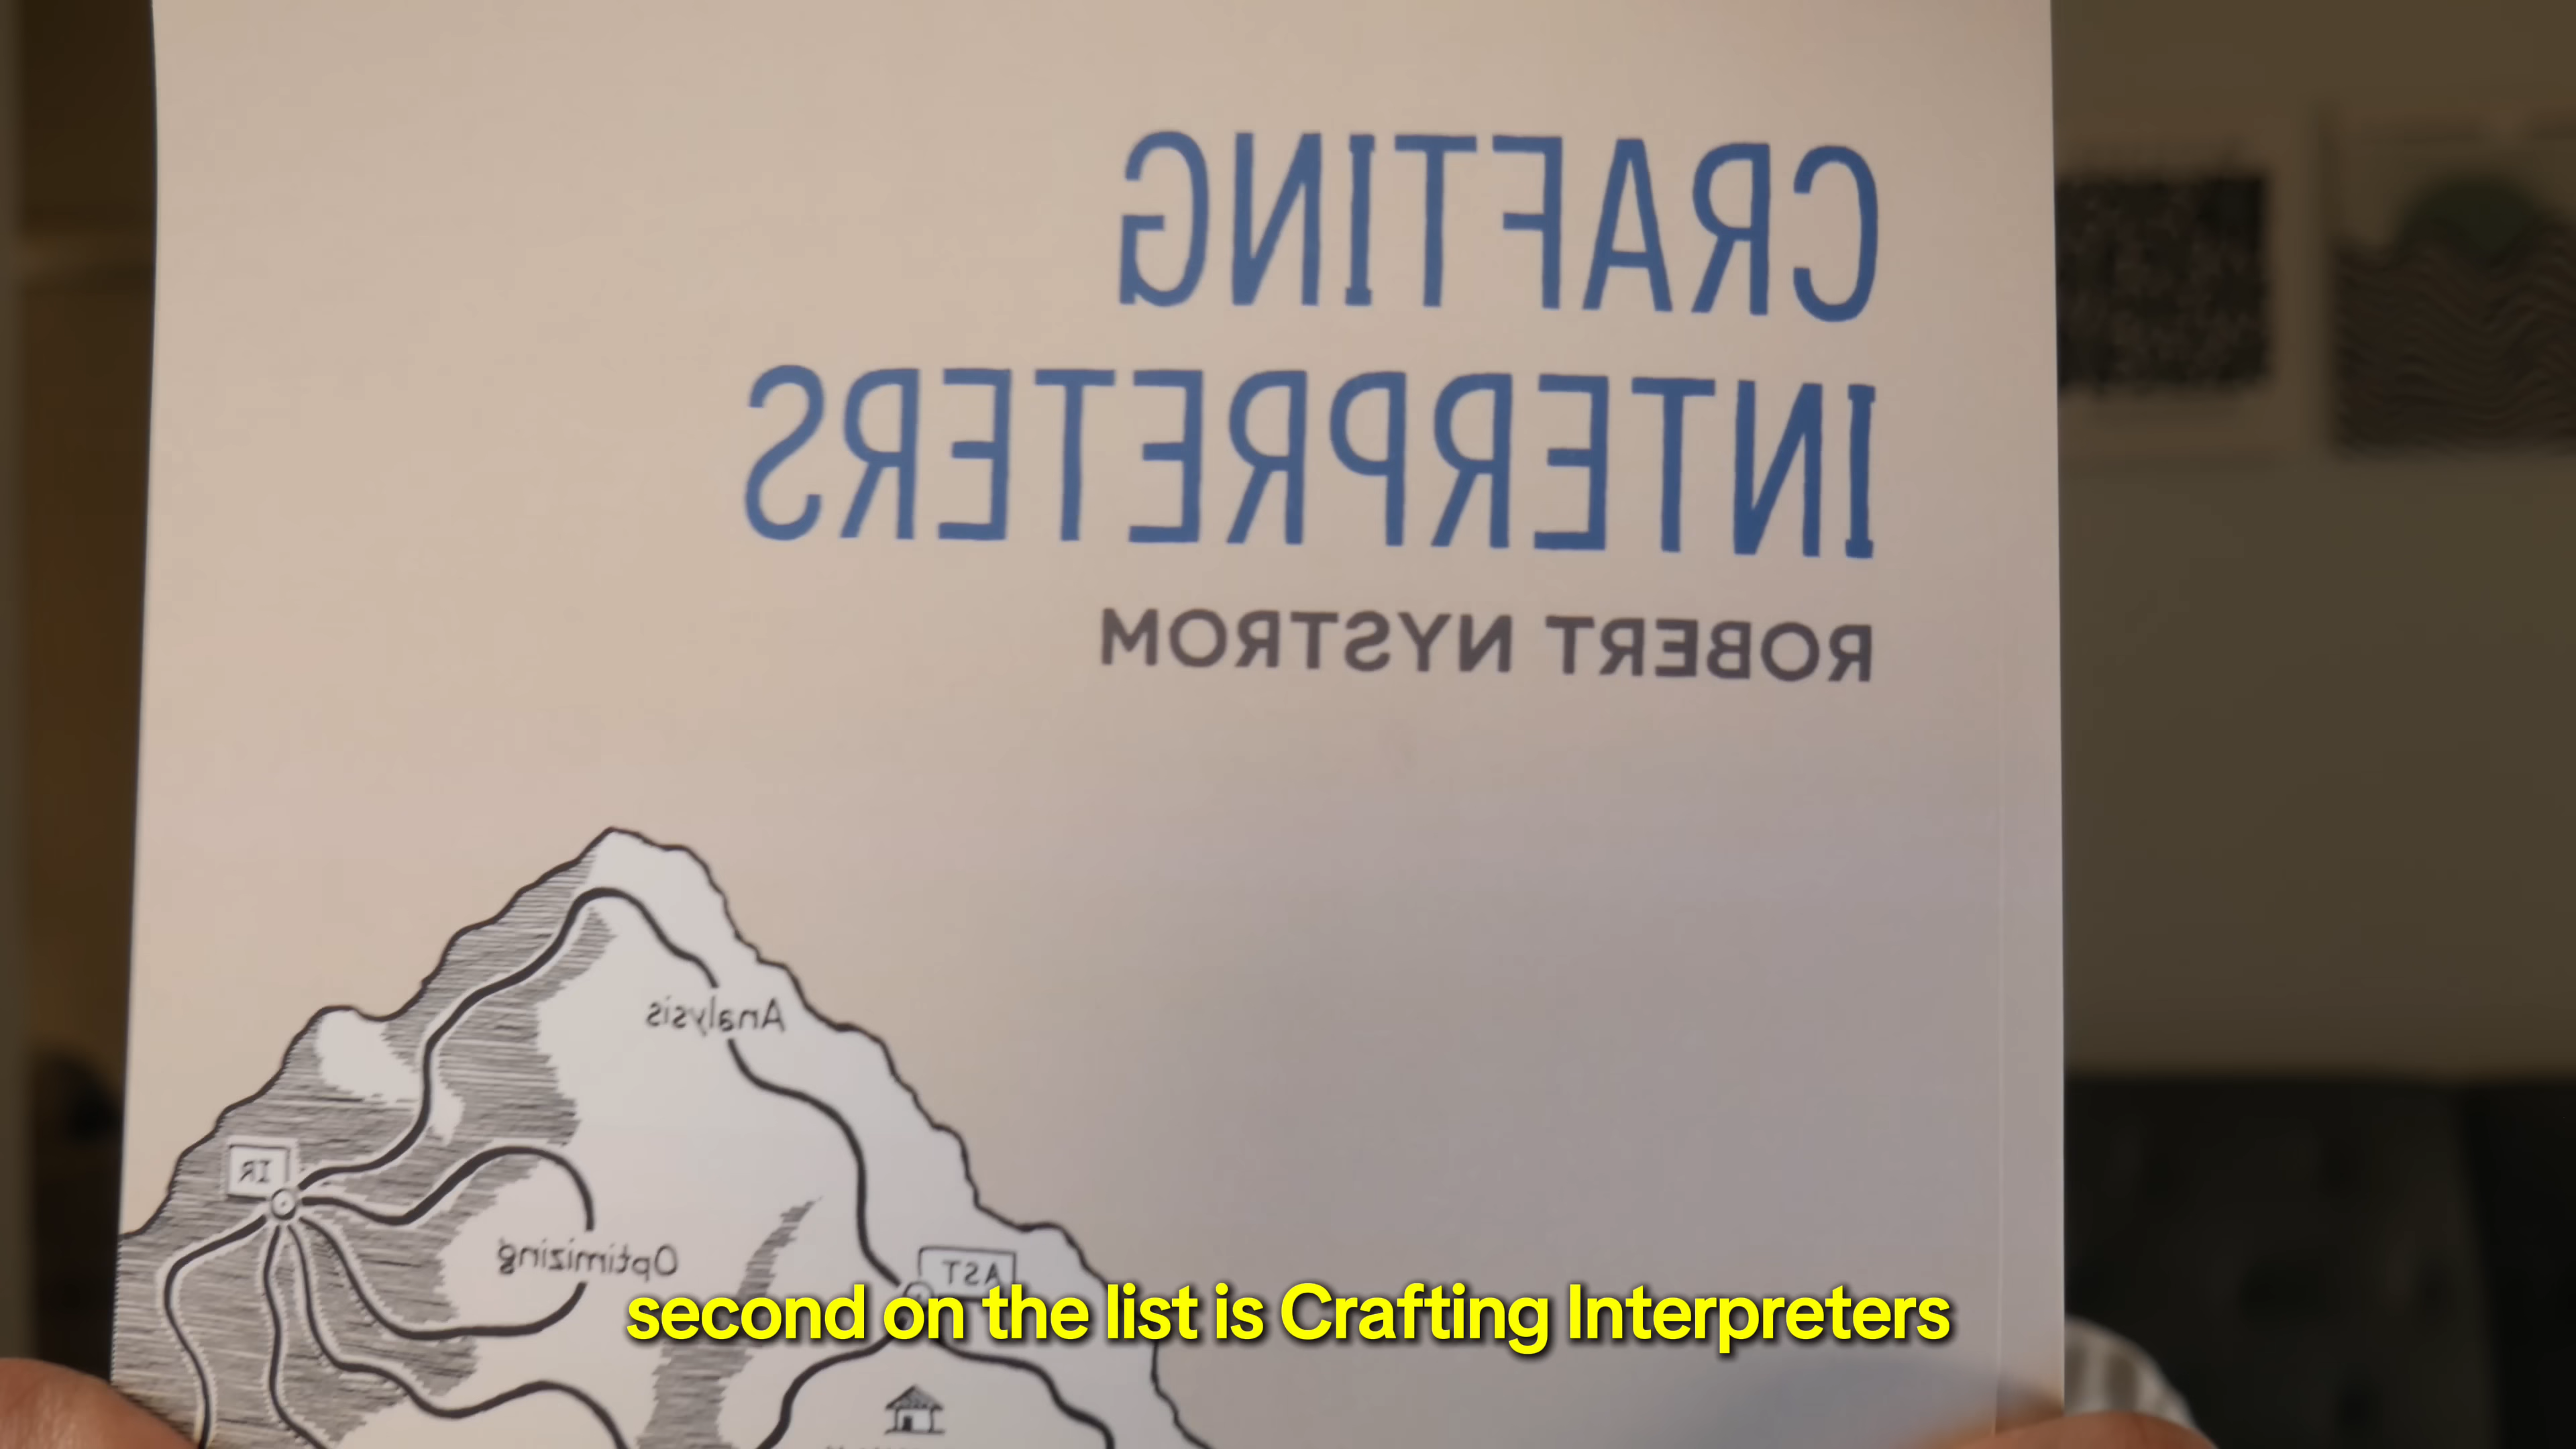 CRAFTING
INTERPRETERS
ROBERT NYSTROM
Analysis
IR
Optimizing
AST
second on the list is Crafting Interpreters